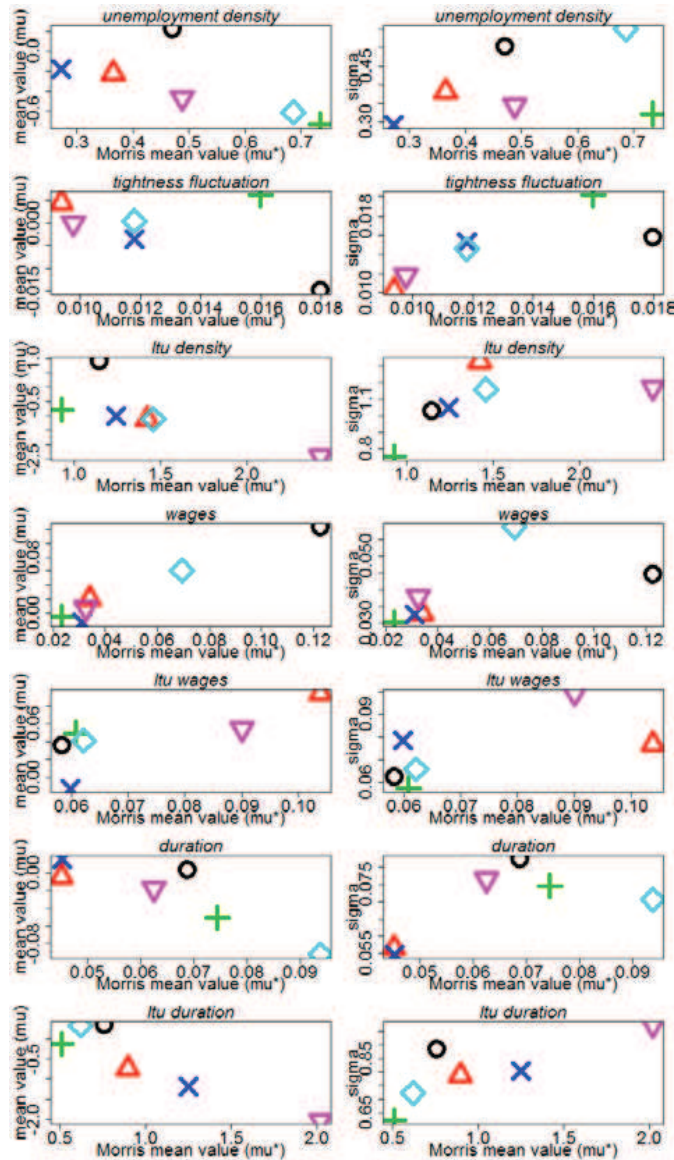 unemployment density
unemployment density
mean value (mu)
0.0
-0.6
sigma
0.45
0.30
0.3 0.4 0.5 0.6 0.7
0.3 0.4 0.5 0.6 0.7
Morris mean value (mu*)
Morris mean value (mu*)
tightness fluctuation
tightness fluctuation
mean value (mu)
0.000
-0.015
sigma
0.018
0.010
0.010 0.012 0.014 0.016 0.018
0.010 0.012 0.014 0.016 0.018
Morris mean value (mu*)
Morris mean value (mu*)
ltu density
ltu density
mean value (mu)
1.0
-0.5
-2.5
sigma
1.1
0.8
1.0 1.5 2.0
1.0 1.5 2.0
Morris mean value (mu*)
Morris mean value (mu*)
wages
wages
mean value (mu)
0.08
0.00
sigma
0.050
0.030
0.02 0.04 0.06 0.08 0.10 0.12
0.02 0.04 0.06 0.08 0.10 0.12
Morris mean value (mu*)
Morris mean value (mu*)
ltu wages
ltu wages
mean value (mu)
0.06
0.00
sigma
0.09
0.06
0.06 0.07 0.08 0.09 0.10
0.06 0.07 0.08 0.09 0.10
Morris mean value (mu*)
Morris mean value (mu*)
duration
duration
mean value (mu)
0.00
-0.08
sigma
0.075
0.055
0.05 0.06 0.07 0.08 0.09
0.05 0.06 0.07 0.08 0.09
Morris mean value (mu*)
Morris mean value (mu*)
ltu duration
ltu duration
mean value (mu)
-0.5
-2.0
sigma
0.85
0.65
0.5 1.0 1.5 2.0
0.5 1.0 1.5 2.0
Morris mean value (mu*)
Morris mean value (mu*)